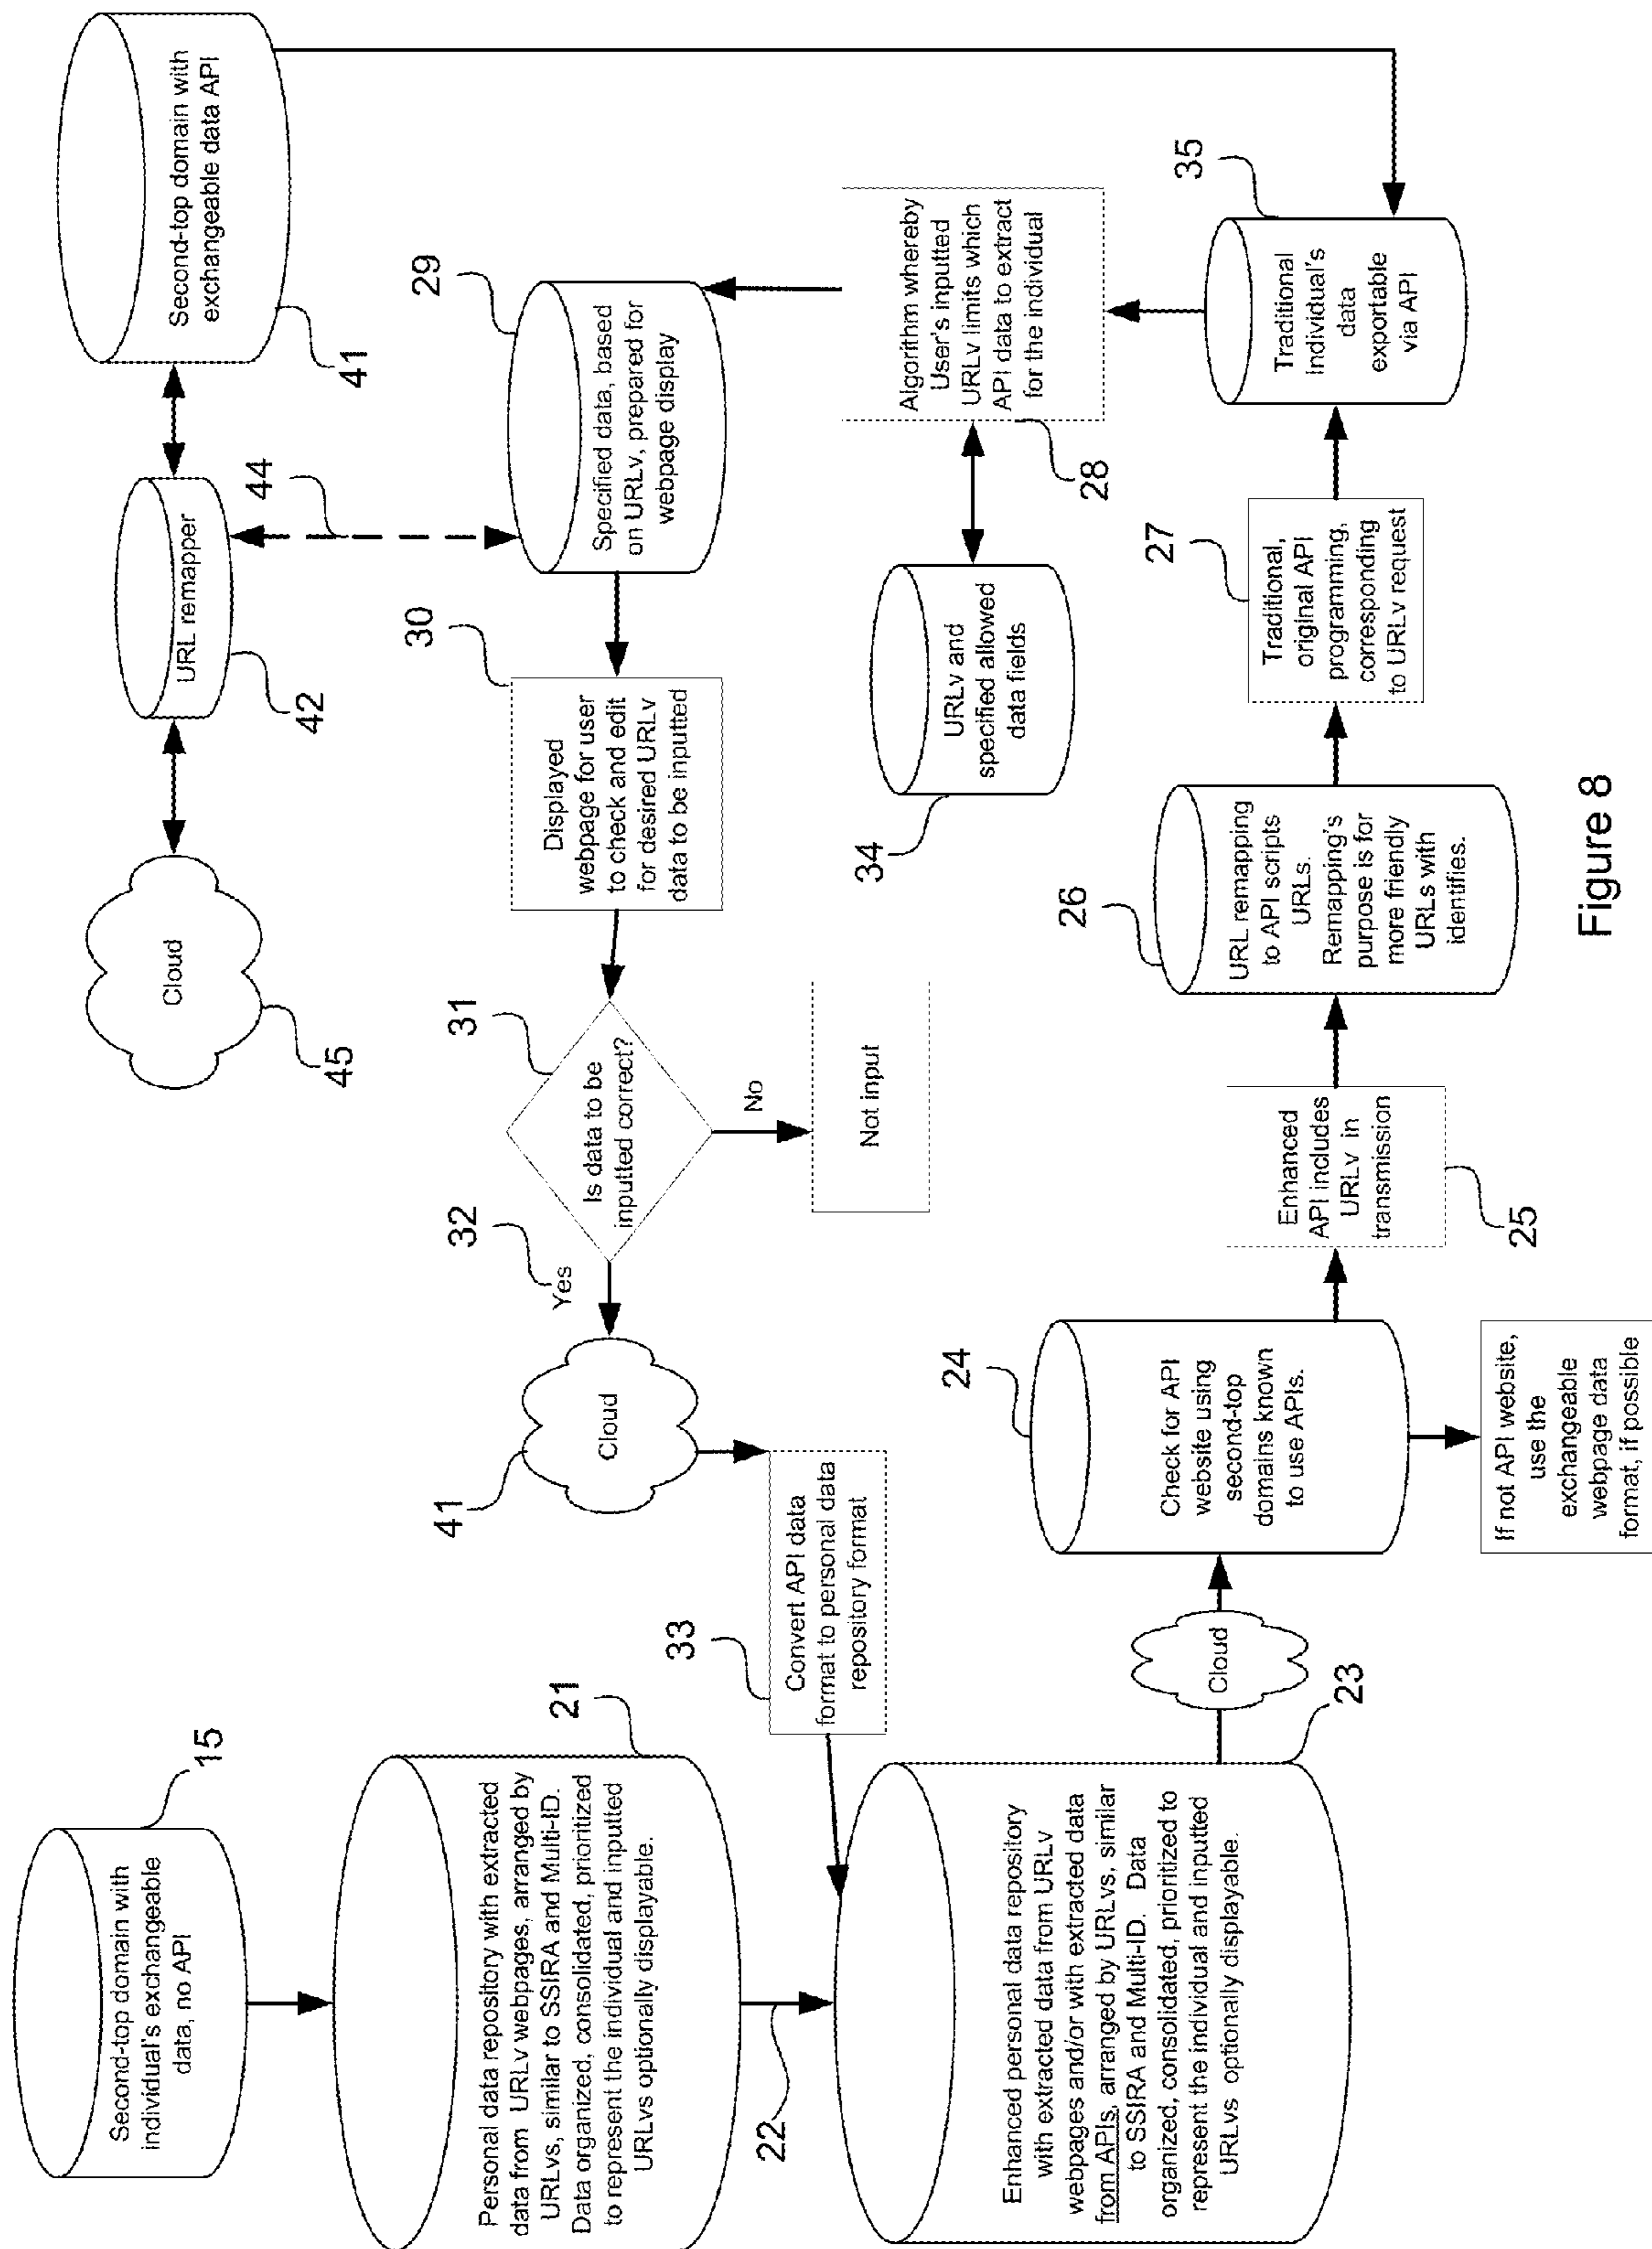 Second-top domain with
individual's exchangeable
data, no API
15
Personal data repository with extracted
data from URLv webpages, arranged by
URLvs, similar to SSIRA and Multi-ID.
Data organized, consolidated, prioritized
to represent the individual and inputted
URLvs optionally displayable.
21
22
Enhanced personal data repository
with extracted data from URLv
webpages and/or with extracted data
from APIs, arranged by URLvs, similar
to SSIRA and Multi-ID. Data
organized, consolidated, prioritized to
represent the individual and inputted
URLvs optionally displayable.
23
Cloud
Check for API
website using
second-top
domains known
to use APIs.
24
If not API website,
use the
exchangeable
webpage data
format, if possible
Enhanced
API includes
URLv in
transmission
25
URL remapping
to API scripts
URLs.
Remapping's
purpose is for
more friendly
URLs with
identifies.
26
Traditional,
original API
programming,
corresponding
to URLv request
27
Traditional
Individual's
data
exportable
via API
35
Algorithm whereby
User's inputted
URLv limits which
API data to extract
for the individual
28
URLv and
specified allowed
data fields
34
Specified data, based
on URLv, prepared for
webpage display
29
Displayed
webpage for user
to check and edit
for desired URLv
data to be inputted
30
Is data to be
inputted correct?
31
No
Not input
Yes
32
Cloud
41
Convert API data
format to personal data
repository format
33
Cloud
45
URL remapper
42
44
Second-top domain with
exchangeable data API
41
Figure 8